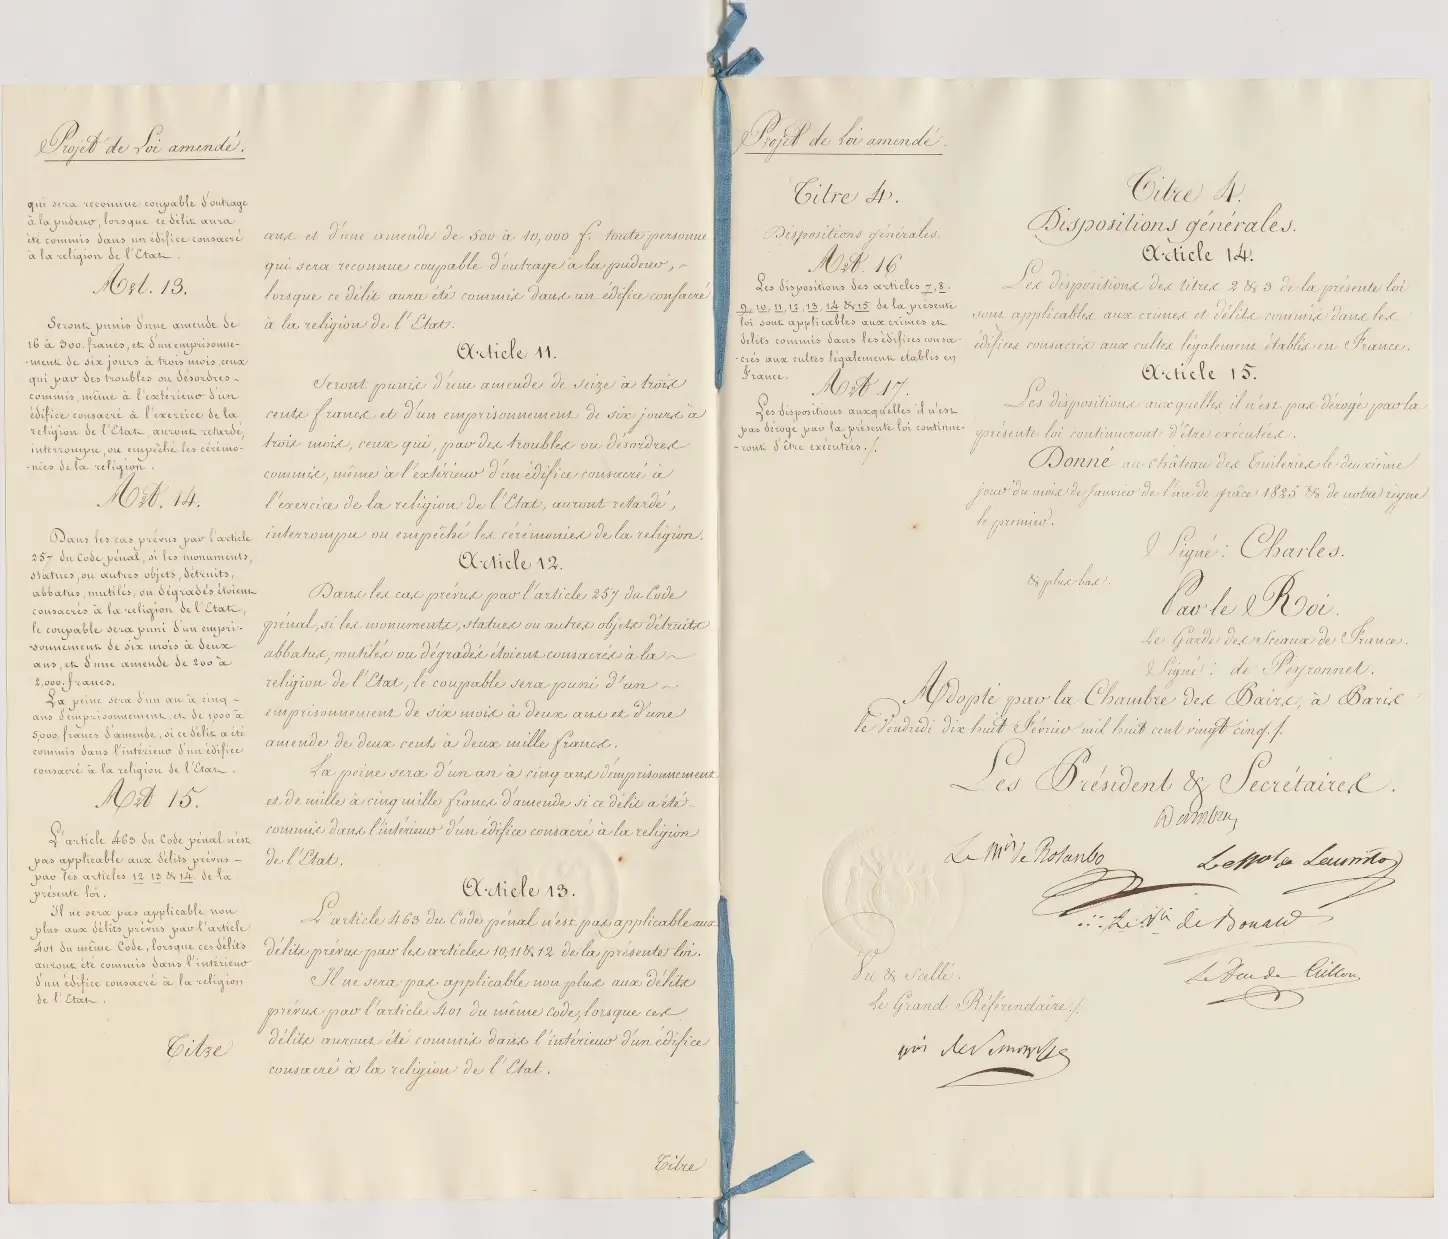 Projet de Loi amendé.
qui sera reconnue coupable d'outrage
à la pudeur, lorsque ce délit aura
été commis dans un édifice consacré
à la religion de l'Etat.
Art. 13.
Seront punis d'une amende de
16 à 300 francs, et d'un emprisonne-
-ment de six jours à trois mois, ceux
qui par des troubles ou désordres
commis, même à l'extérieur d'un
édifice consacré à l'exercice de la
religion de l'Etat, auront retardé,
interrompu, ou empêché les cérémo-
-nies de la religion.
Art. 14.
Dans les cas prévus par l'article
257 du Code pénal, si les monuments,
statues, ou autres objets, détruits,
abbatus, mutilés, ou dégradés étoient
consacrés à la religion de l'Etat,
le coupable sera puni d'un empri-
-sonnement de six mois à deux
ans, et d'une amende de 200 à
2,000 francs.
La peine sera d'un an à cinq
ans d'emprisonnement, et de 1000 à
5,000 francs d'amende, si ce délit a été
commis dans l'intérieur d'un édifice
consacré à la religion de l'Etat.
Art 15.
L'article 463 du Code pénal n'est
pas applicable aux délits prévus
par les articles 12 13 & 14 de la
présente loi.
Il ne sera pas applicable non
plus aux délits prévus par l'article
401 du même Code, lorsque ces délits
auront été commis dans l'intérieur
d'un édifice consacré à la religion
de l'Etat.
Titre
ans et d'une amende de 500 à 10,000 f. toute personne
qui sera reconnue coupable d'outrage à la pudeur,
lorsque ce délit aura été commis dans un édifice consacré
à la religion de l'Etat.
Article 11.
Seront punis d'une amende de seize à trois
cents francs et d'un emprisonnement de six jours à
trois mois, ceux qui, par des troubles ou désordres
commis, même à l'extérieur d'un édifice consacré à
l'exercice de la religion de l'Etat, auront retardé,
interrompu ou empêché les cérémonies de la religion.
Article 12.
Dans les cas prévus par l'article 257 du Code
pénal, si les monuments, statues ou autres objets détruits
abbatus, mutilés ou dégradés étoient consacrés à la
religion de l'Etat, le coupable sera puni d'un
emprisonnement de six mois à deux ans et d'une
amende de deux cents à deux mille francs.
La peine sera d'un an à cinq ans d'emprisonnement
et de mille à cinq mille francs d'amende si ce délit a été
commis dans l'intérieur d'un édifice consacré à la religion
de l'Etat.
Article 13.
L'article 463 du Code pénal n'est pas applicable aux
délits prévus par les articles 10, 11 & 12 de la présente loi.
Il ne sera pas applicable non plus aux délits
prévus par l'article 401 du même Code, lorsque ces
délits auront été commis dans l'intérieur d'un édifice
consacré à la religion de l'Etat.
Titre
Projet de loi amendé.
Titre 4.
Dispositions générales.
Art. 16
Les dispositions des articles 7, 8,
9, 10, 11, 12, 13, 14 & 15 de la présente
loi sont applicables aux crimes et
délits commis dans les édifices consa-
-crés aux cultes légalement établis en
France.
Art 17.
Les dispositions auxquelles il n'est
pas dérogé par la présente loi continue-
-ront d'être exécutées./.
Titre 4.
Dispositions générales.
Article 14.
Les dispositions des titres 2 & 3 de la présente loi
sont applicables aux crimes et délits commis dans les
édifices consacrés aux cultes légalement établis en France.
Article 15.
Les dispositions auxquelles il n'est pas dérogé par la
présente loi continueront d'être exécutées.
Donné au château des Tuileries le deuxième
jour du mois de Janvier de l'an de grâce 1825 & de notre règne
le premier.
Signé: Charles.
& plus bas:
Par le Roi.
Le Garde des Sceaux de France.
Signé: de Peyronnet.
Adopté par la Chambre des Pairs, à Paris
le Vendredi dix huit Février mil huit cent vingt cinq./.
Les Président & Secrétaires.
Dambray
Le Mis de Rosanbo
Le Vte de Bonald
Vu & Scellé.
Le Grand Référendaire/.